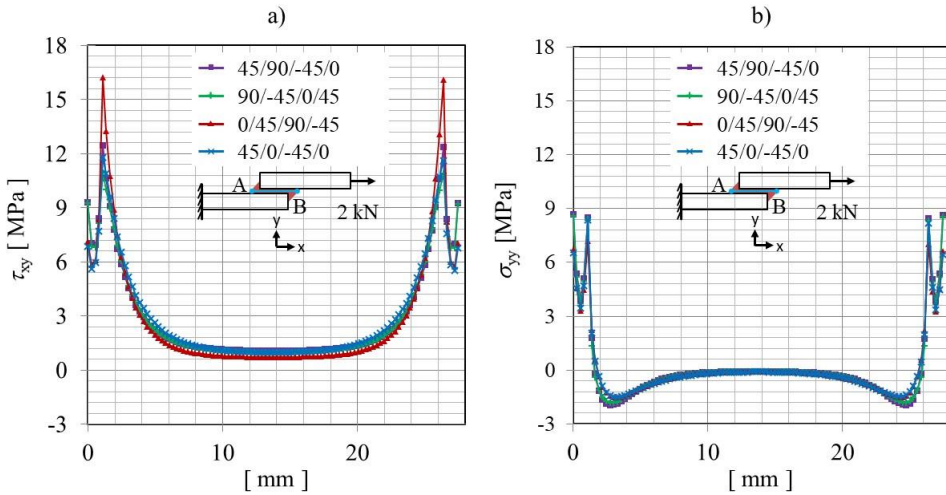 a)
18
15
12
9
6
3
0
-3
τxy [ MPa]
45/90/-45/0
90/-45/0/45
0/45/90/-45
45/0/-45/0
A
B
2 kN
y
x
0
10
20
[ mm ]
b)
18
15
12
9
6
3
0
-3
σyy [MPa]
45/90/-45/0
90/-45/0/45
0/45/90/-45
45/0/-45/0
A
B
2 kN
y
x
0
10
20
[ mm ]